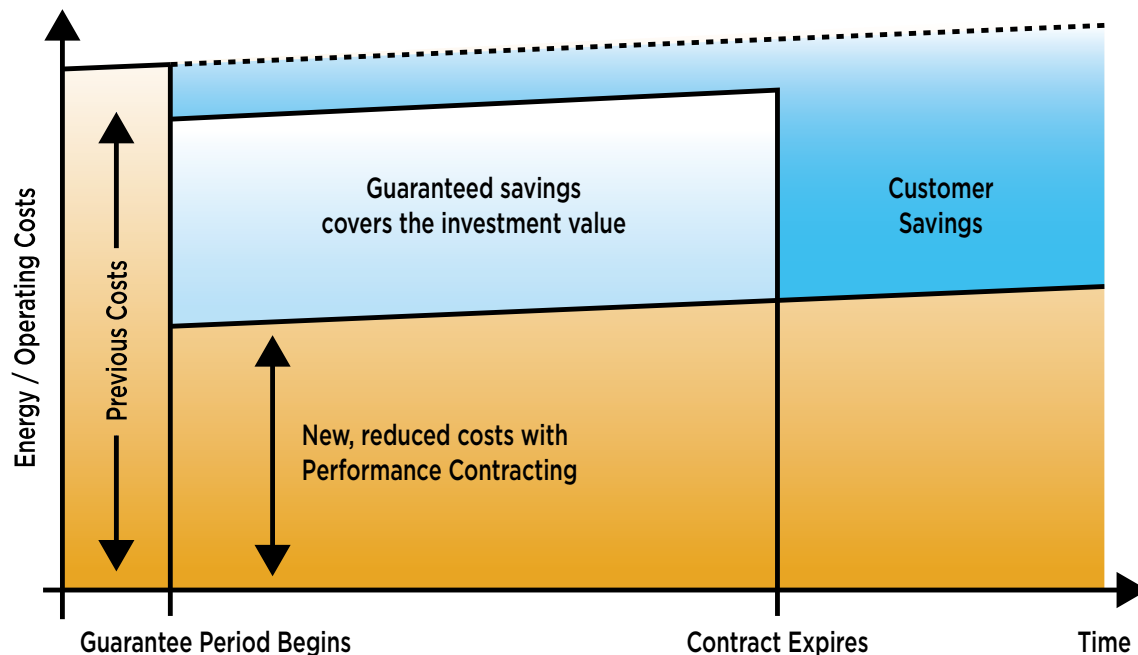 Energy / Operating Costs
Previous Costs
Guaranteed savings
covers the investment value
Customer
Savings
New, reduced costs with
Performance Contracting
Guarantee Period Begins
Contract Expires
Time